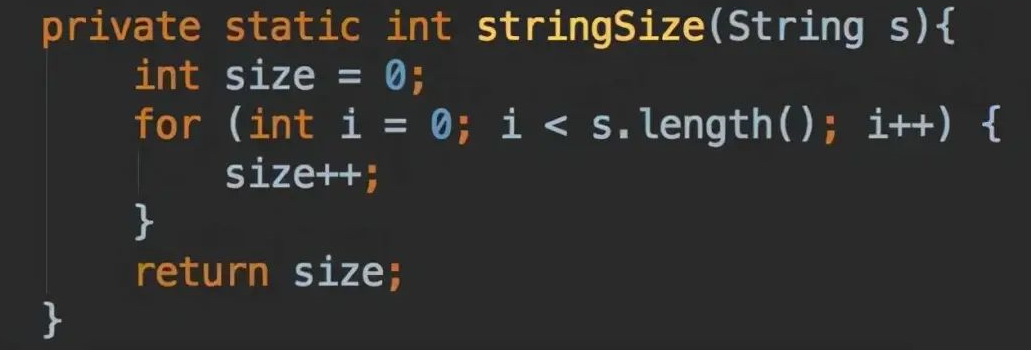 private static int stringSize(String s){
    int size = 0;
    for (int i = 0; i < s.length(); i++) {
        size++;
    }
    return size;
}